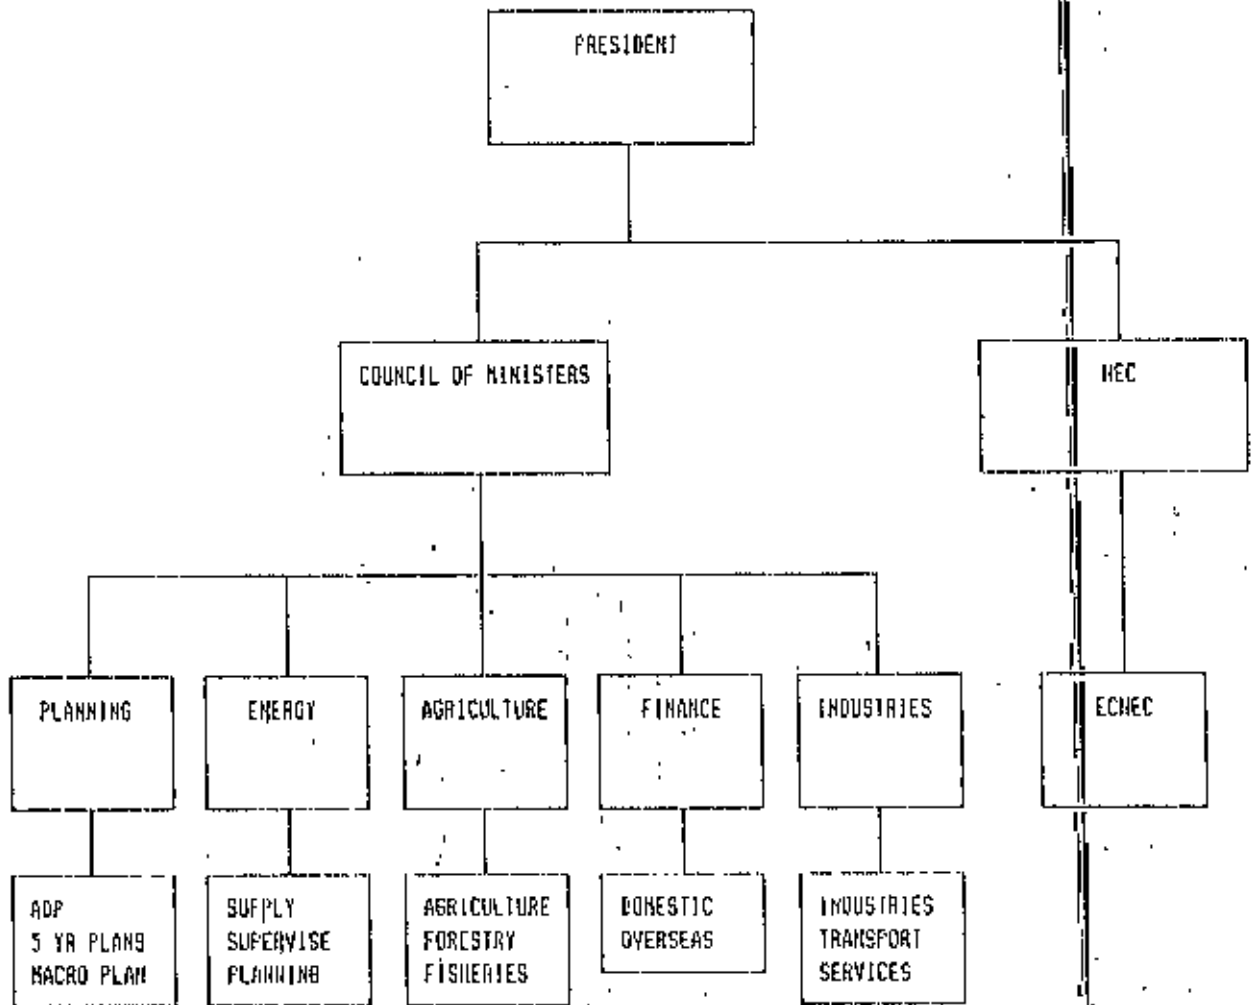 PRESIDENT
COUNCIL OF MINISTERS
NEC
PLANNING
ENERGY
AGRICULTURE
FINANCE
INDUSTRIES
ECNEC
ADP
5 YR PLANS
MACRO PLAN
SUPPLY
SUPERVISE
PLANNING
AGRICULTURE
FORESTRY
FISHERIES
DOMESTIC
OVERSEAS
INDUSTRIES
TRANSPORT
SERVICES